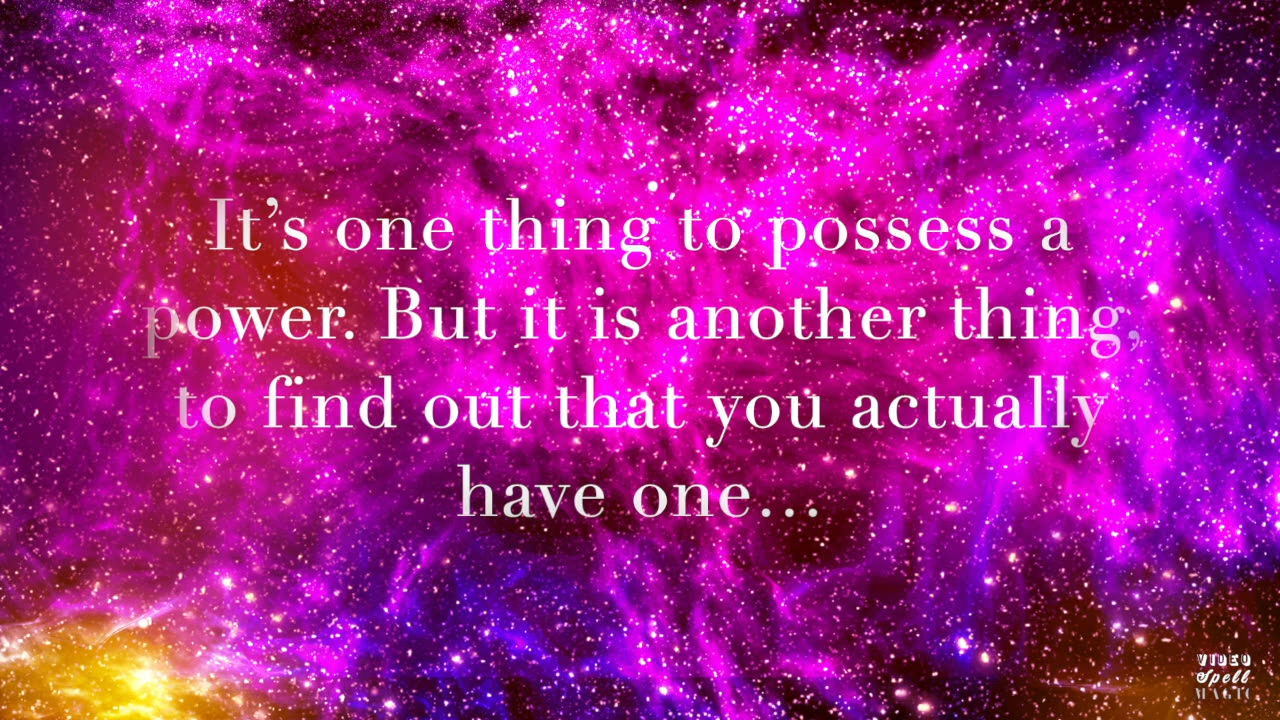 It’s one thing to possess a
power. But it is another thing,
to find out that you actually
have one...
VIDEO
Spell
MAGIC